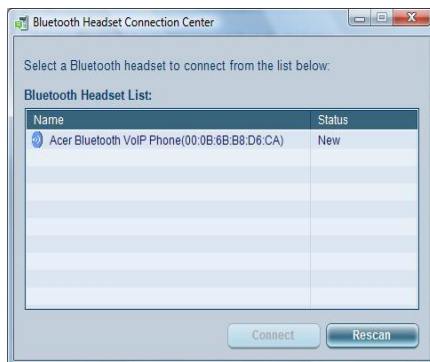 Bluetooth Headset Connection Center
Select a Bluetooth headset to connect from the list below:
Bluetooth Headset List:
Name Status
Acer Bluetooth VoIP Phone(00:0B:6B:B8:D6:CA) New
Connect Rescan